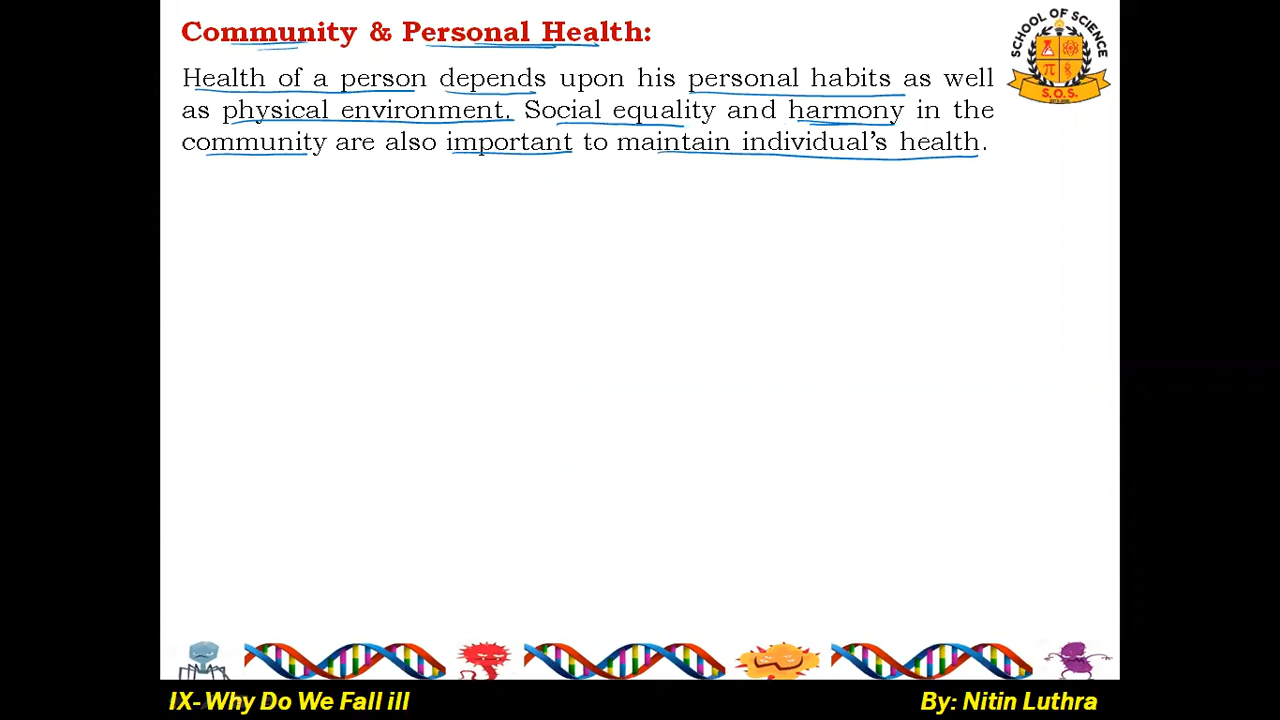 Community & Personal Health:
Health of a person depends upon his personal habits as well
as physical environment. Social equality and harmony in the
community are also important to maintain individual's health.
SCHOOL OF SCIENCE
π
S.O.S.
IX-Why Do We Fall ill
By: Nitin Luthra